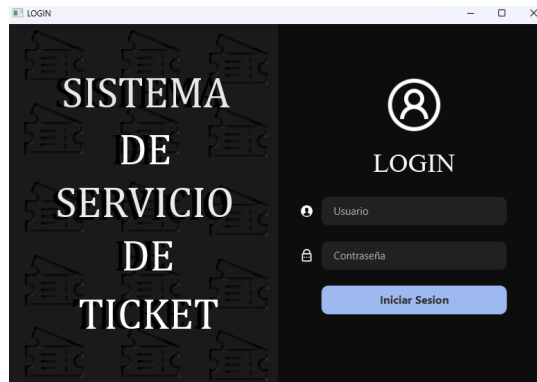 LOGIN
SISTEMA
DE
SERVICIO
DE
TICKET
LOGIN
Usuario
Contraseña
Iniciar Sesion